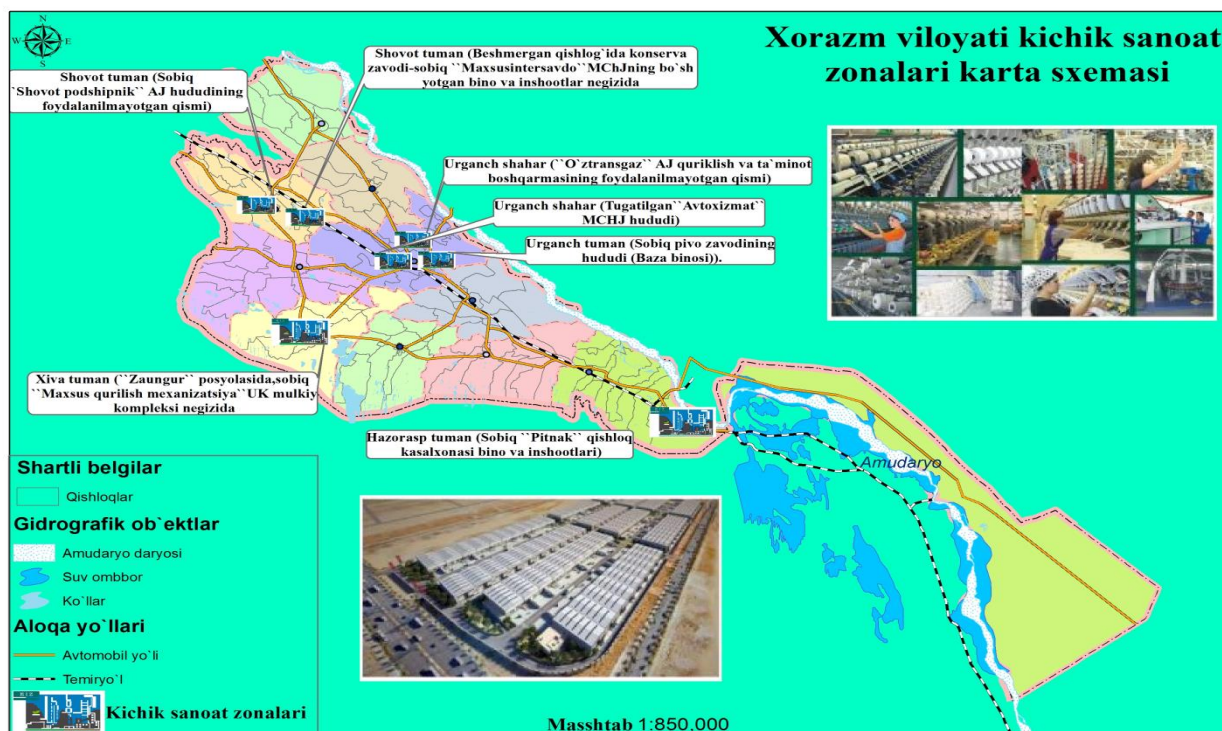 Xorazm viloyati kichik sanoat
zonalari karta sxemasi
N
W
E
S
Shovot tuman (Sobiq
`Shovot podshipnik`` AJ hududining
foydalanilmayotgan qismi)
Shovot tuman (Beshmergan qishlog`ida konserva
zavodi-sobiq ``Maxsusintersavdo``MChJning bo`sh
yotgan bino va inshootlar negizida
Urganch shahar (``O`ztransgaz`` AJ quriklish va ta`minot
boshqarmasining foydalanilmayotgan qismi)
Urganch shahar (Tugatilgan``Avtoxizmat``
MCHJ hududi)
Urganch tuman (Sobiq pivo zavodining
hududi (Baza binosi)).
Xiva tuman (``Zaungur`` posyolasida,sobiq
``Maxsus qurilish mexanizatsiya``UK mulkiy
kompleksi negizida
Hazorasp tuman (Sobiq ``Pitnak`` qishloq
kasalxonasi bino va inshootlari)
Amudaryo
Shartli belgilar
Qishloqlar
Gidrografik ob`ektlar
Amudaryo daryosi
Suv ombbor
Ko`llar
Aloqa yo`llari
Avtomobil yo`li
Temiryo`l
Kichik sanoat zonalari
Masshtab 1:850.000